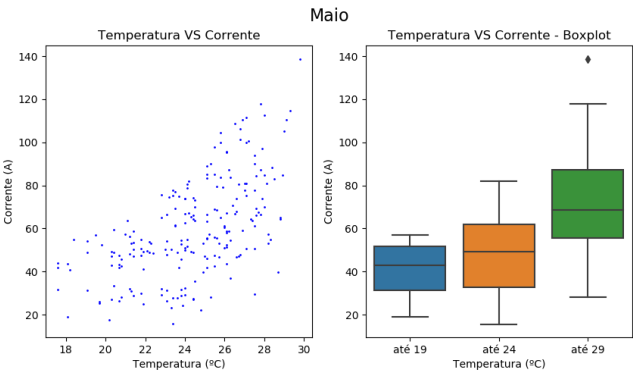 Maio
Temperatura VS Corrente
140
120
100
80
60
40
20
18
20
22
24
26
28
30
Corrente (A)
Temperatura (ºC)
Temperatura VS Corrente - Boxplot
140
120
100
80
60
40
20
até 19
até 24
até 29
Corrente (A)
Temperatura (ºC)